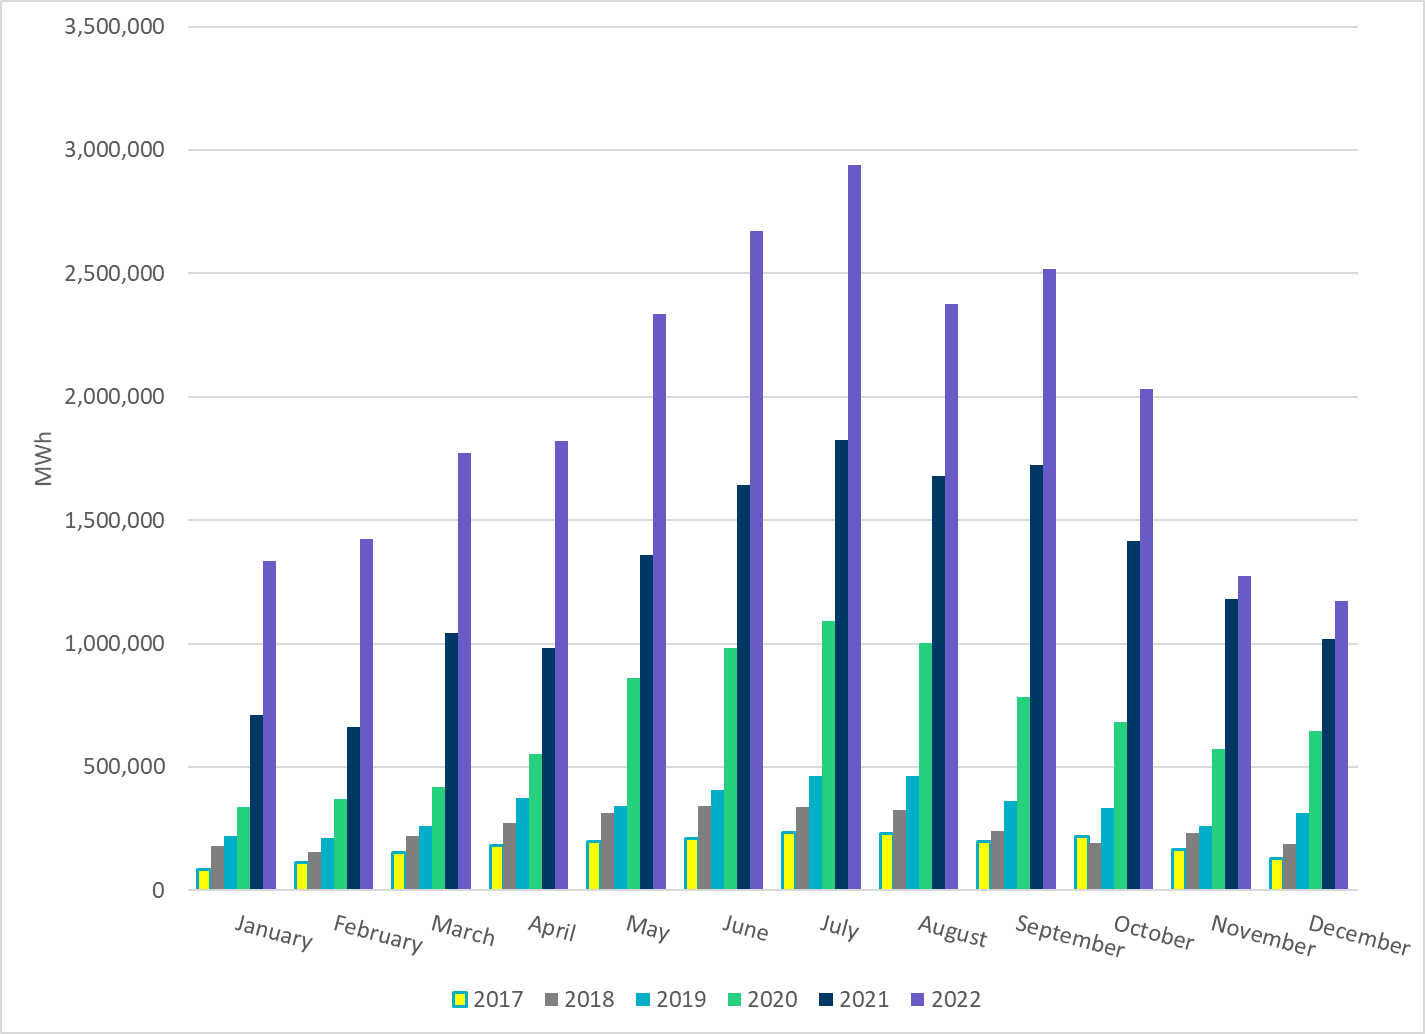 3,500,000
3,000,000
2,500,000
2,000,000
1,500,000
1,000,000
500,000
0
MWh
January February March April May June July August September October November December
2017 2018 2019 2020 2021 2022